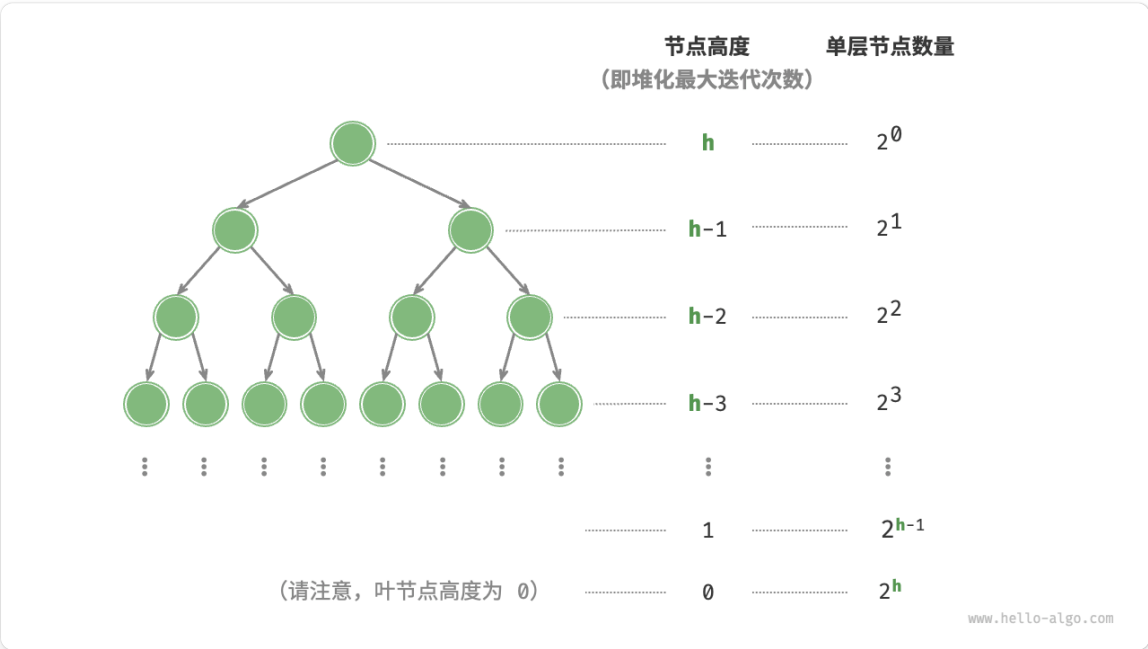 节点高度 单层节点数量
（即堆化最大迭代次数）
h 2⁰
h-1 2¹
h-2 2²
h-3 2³
1 2ʰ⁻¹
（请注意，叶节点高度为 0） 0 2ʰ
www.hello-algo.com